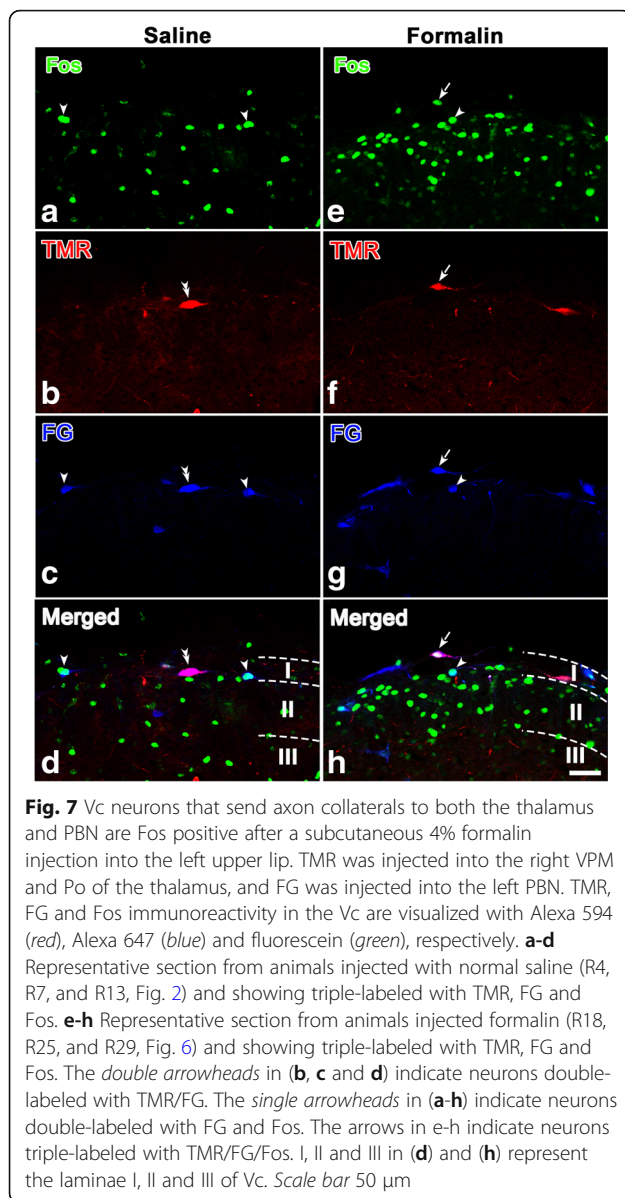 Saline Formalin
Fos Fos
a e
TMR TMR
b f
FG FG
c g
Merged Merged
I I
II II
III III
d h
Fig. 7 Vc neurons that send axon collaterals to both the thalamus
and PBN are Fos positive after a subcutaneous 4% formalin
injection into the left upper lip. TMR was injected into the right VPM
and Po of the thalamus, and FG was injected into the left PBN. TMR,
FG and Fos immunoreactivity in the Vc are visualized with Alexa 594
(red), Alexa 647 (blue) and fluorescein (green), respectively. a-d
Representative section from animals injected with normal saline (R4,
R7, and R13, Fig. 2) and showing triple-labeled with TMR, FG and
Fos. e-h Representative section from animals injected formalin (R18,
R25, and R29, Fig. 6) and showing triple-labeled with TMR, FG and
Fos. The double arrowheads in (b, c and d) indicate neurons double-
labeled with TMR/FG. The single arrowheads in (a-h) indicate neurons
double-labeled with FG and Fos. The arrows in e-h indicate neurons
triple-labeled with TMR/FG/Fos. I, II and III in (d) and (h) represent
the laminae I, II and III of Vc. Scale bar 50 μm